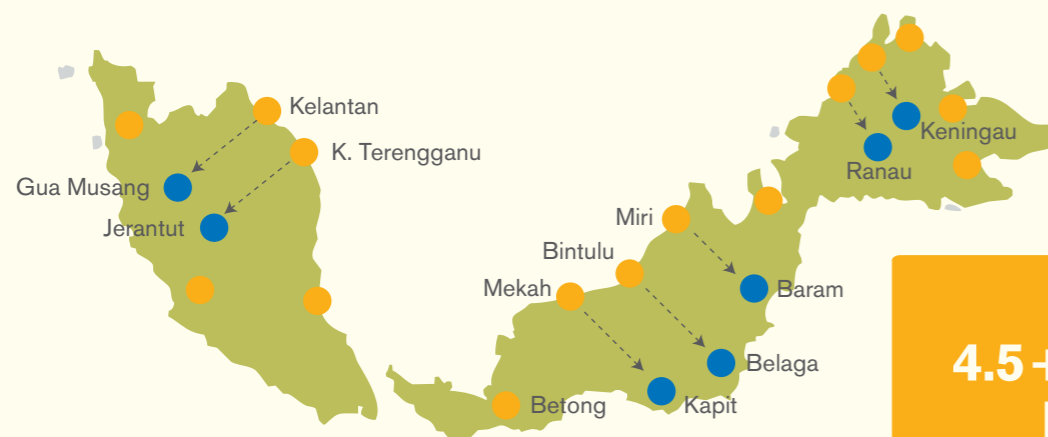 Kelantan
K. Terengganu
Gua Musang
Jerantut
Keningau
Ranau
Miri
Bintulu
Mekah
Baram
Belaga
Betong
Kapit
4.5+